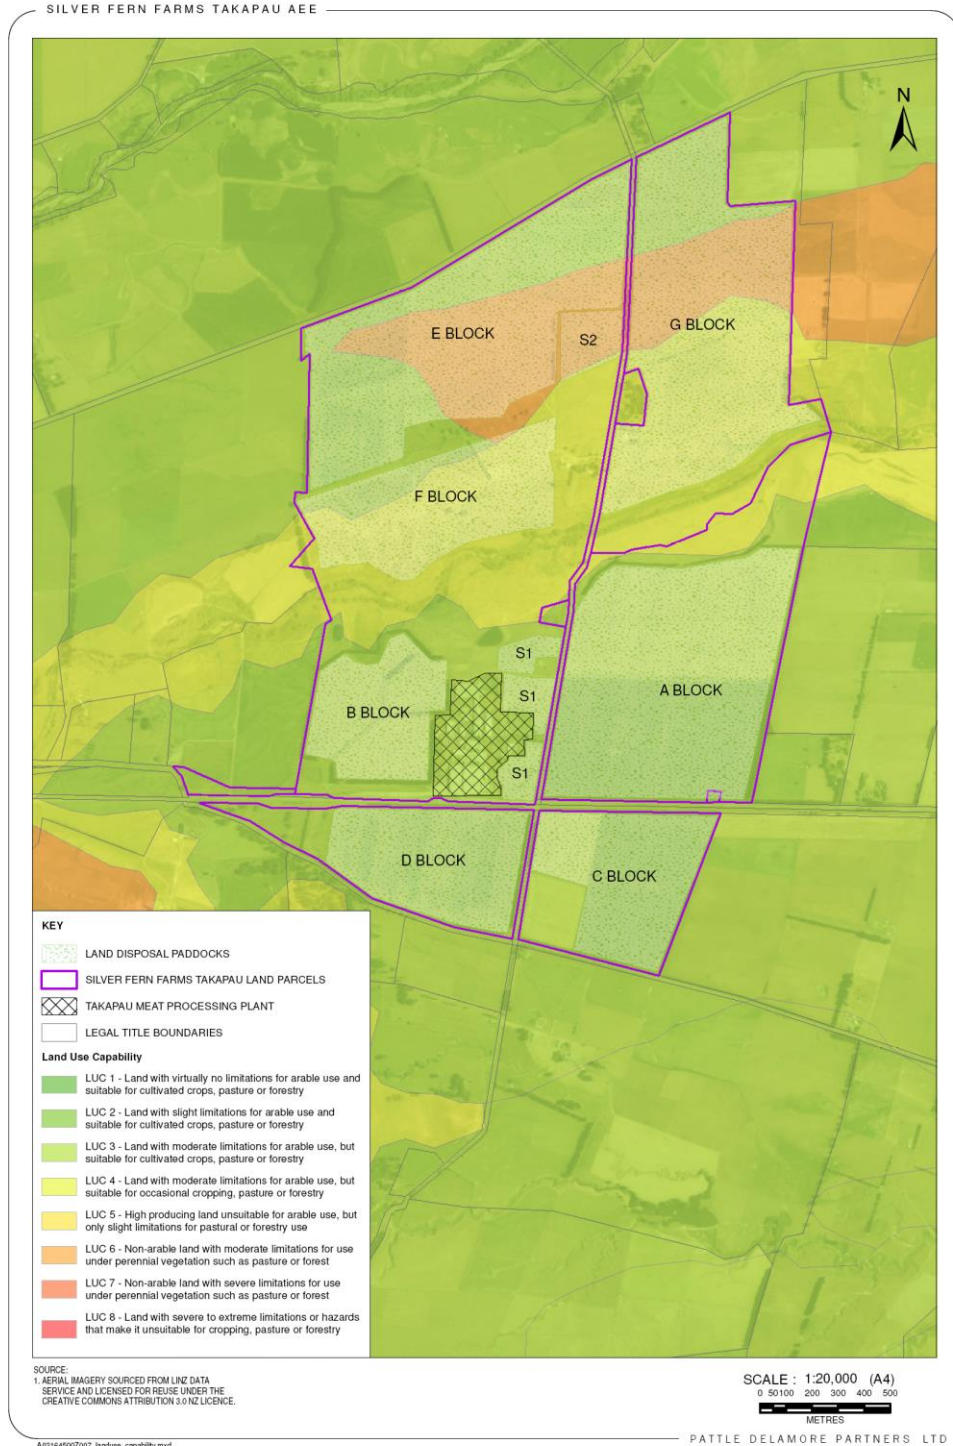 SILVER FERN FARMS TAKAPAU AEE
N
E BLOCK
S2
G BLOCK
F BLOCK
S1
A BLOCK
S1
B BLOCK
S1
D BLOCK
C BLOCK
KEY
LAND DISPOSAL PADDOCKS
SILVER FERN FARMS TAKAPAU LAND PARCELS
TAKAPAU MEAT PROCESSING PLANT
LEGAL TITLE BOUNDARIES
Land Use Capability
LUC 1 - Land with virtually no limitations for arable use and
suitable for cultivated crops, pasture or forestry
LUC 2 - Land with slight limitations for arable use and
suitable for cultivated crops, pasture or forestry
LUC 3 - Land with moderate limitations for arable use, but
suitable for cultivated crops, pasture or forestry
LUC 4 - Land with moderate limitations for arable use, but
suitable for occasional cropping, pasture or forestry
LUC 5 - High producing land unsuitable for arable use, but
only slight limitations for pastural or forestry use
LUC 6 - Non-arable land with moderate limitations for use
under perennial vegetation such as pasture or forest
LUC 7 - Non-arable land with severe limitations for use
under perennial vegetation such as pasture or forest
LUC 8 - Land with severe to extreme limitations or hazards
that make it unsuitable for cropping, pasture or forestry
SOURCE:
1. AERIAL IMAGERY SOURCED FROM LINZ DATA
SERVICE AND LICENSED FOR REUSE UNDER THE
CREATIVE COMMONS ATTRIBUTION 3.0 NZ LICENCE.
SCALE : 1:20,000 (A4)
0 50100 200 300 400 500
METRES
PATTLE DELAMORE PARTNERS LTD